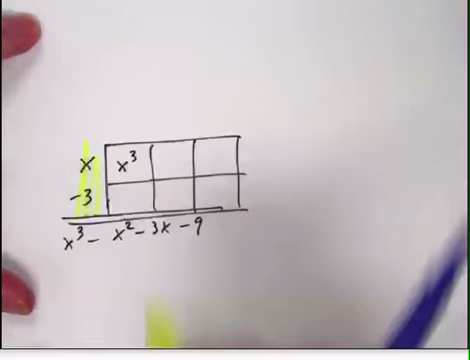 x x³
-3
x³ - x² - 3x - 9